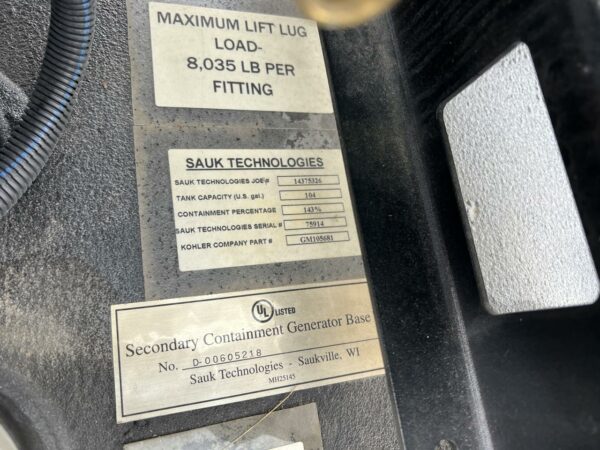 MAXIMUM LIFT LUG
LOAD-
8,035 LB PER
FITTING
SAUK TECHNOLOGIES
SAUK TECHNOLOGIES JOB# 14375326
TANK CAPACITY (U.S. gal.) 104
CONTAINMENT PERCENTAGE 143%
SAUK TECHNOLOGIES SERIAL # 75914
KOHLER COMPANY PART # GM105681
UL LISTED
Secondary Containment Generator Base
No. D-00605218
Sauk Technologies - Saukville, WI
MH25145